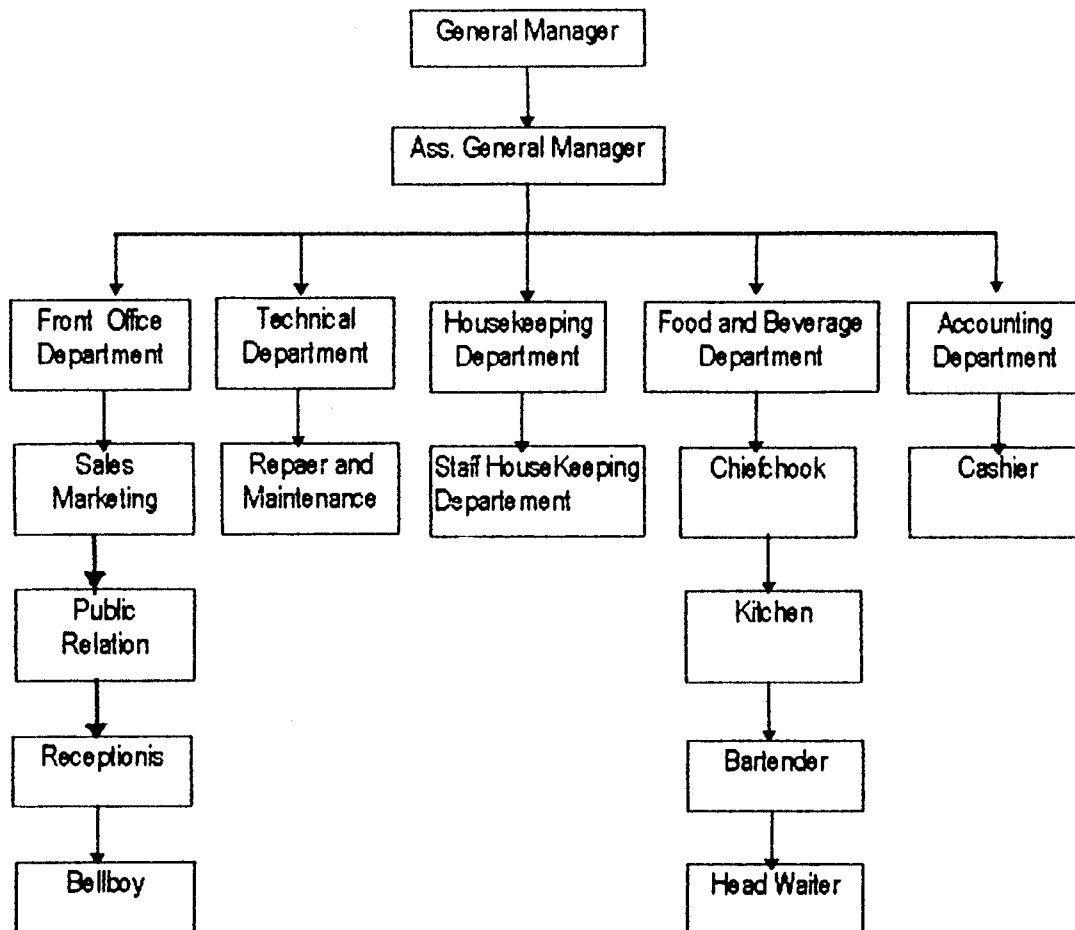 General Manager
Ass. General Manager
Front Office
Department
Technical
Department
Housekeeping
Department
Food and Beverage
Department
Accounting
Department
Sales
Marketing
Repaer and
Maintenance
Staff HouseKeeping
Departement
Chiefchook
Cashier
Public
Relation
Kitchen
Receptionis
Bartender
Bellboy
Head Waiter